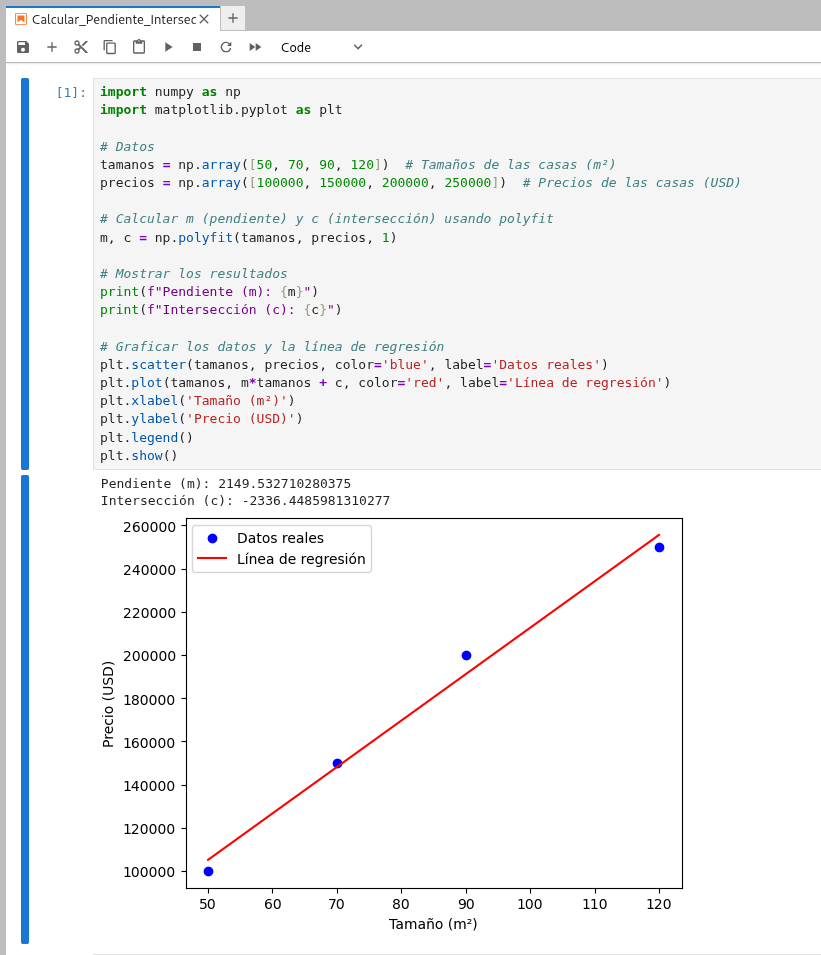 Calcular_Pendiente_Intersec
Code
[1]:
import numpy as np
import matplotlib.pyplot as plt
# Datos
tamanos = np.array([50, 70, 90, 120])  # Tamaños de las casas (m²)
precios = np.array([100000, 150000, 200000, 250000])  # Precios de las casas (USD)
# Calcular m (pendiente) y c (intersección) usando polyfit
m, c = np.polyfit(tamanos, precios, 1)
# Mostrar los resultados
print(f"Pendiente (m): {m}")
print(f"Intersección (c): {c}")
# Graficar los datos y la línea de regresión
plt.scatter(tamanos, precios, color='blue', label='Datos reales')
plt.plot(tamanos, m*tamanos + c, color='red', label='Línea de regresión')
plt.xlabel('Tamaño (m²)')
plt.ylabel('Precio (USD)')
plt.legend()
plt.show()
Pendiente (m): 2149.532710280375
Intersección (c): -2336.4485981310277
Datos reales
Línea de regresión
260000
240000
220000
200000
180000
160000
140000
120000
100000
Precio (USD)
50 60 70 80 90 100 110 120
Tamaño (m²)